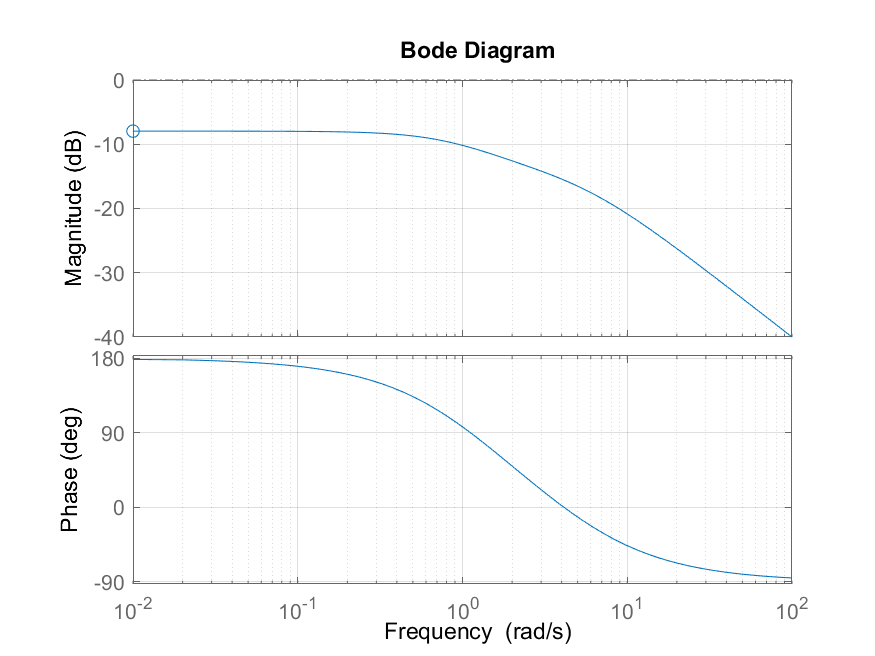 Bode Diagram
Magnitude (dB)
0
-10
-20
-30
-40
Phase (deg)
180
90
0
-90
10^-2 10^-1 10^0 10^1 10^2
Frequency (rad/s)